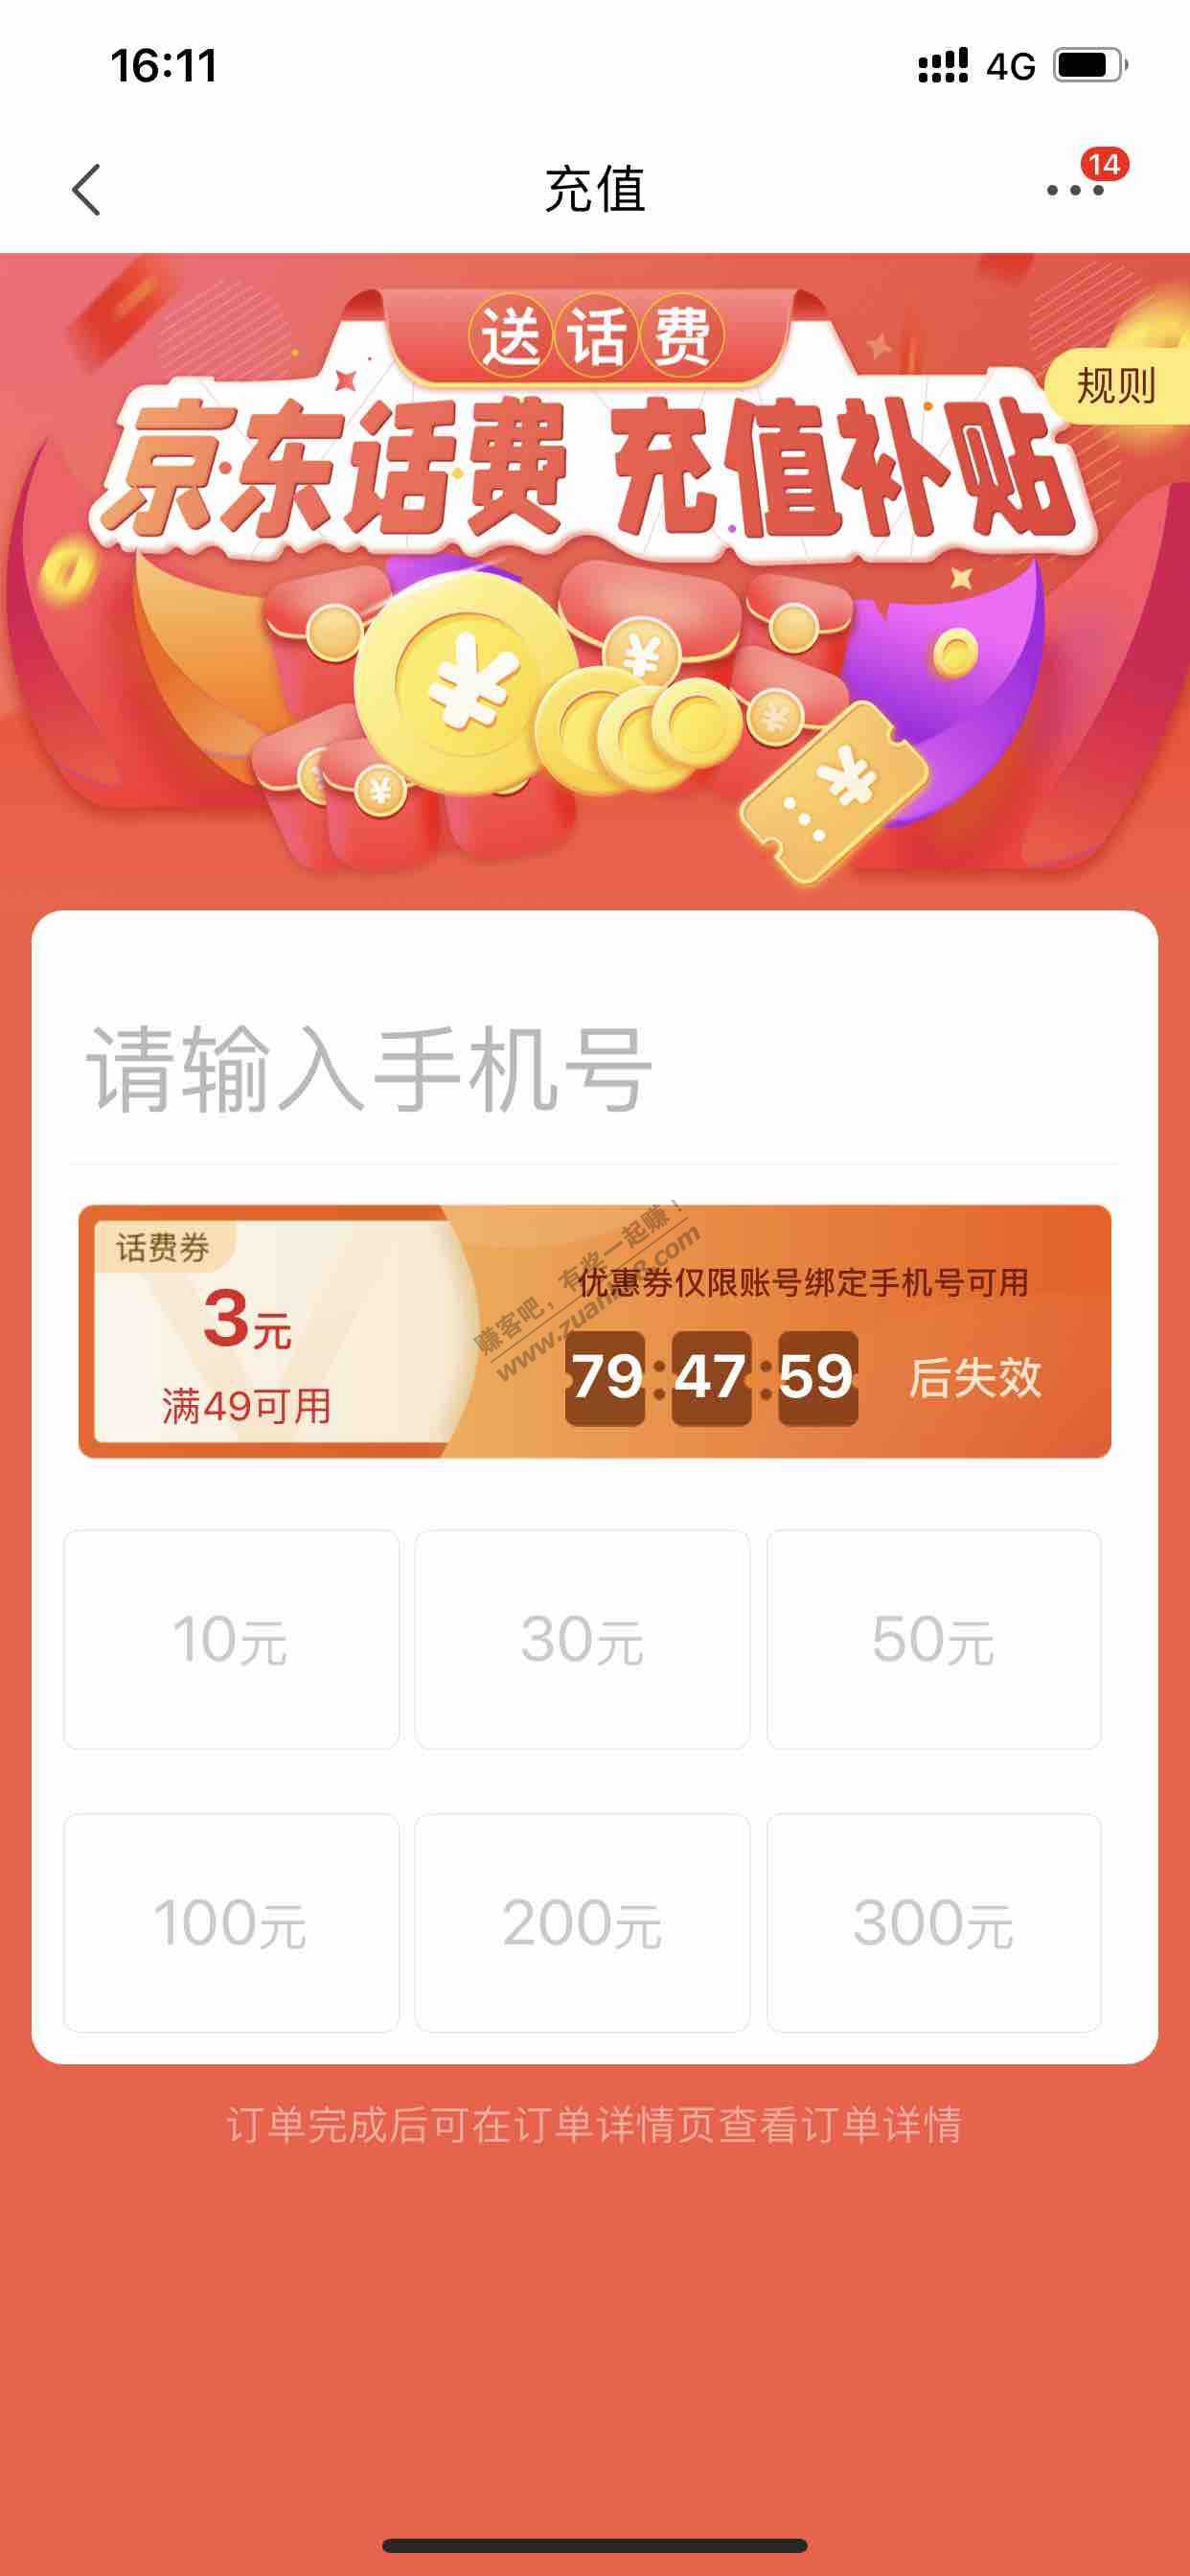 16:11
4G
充值
14
送话费
规则
京东话费 充值补贴
请输入手机号
话费券
3元
满49可用
优惠券仅限账号绑定手机号可用
79:47:59 后失效
赚客吧，有奖一起赚！
www.zuanke8.com
10元
30元
50元
100元
200元
300元
订单完成后可在订单详情页查看订单详情